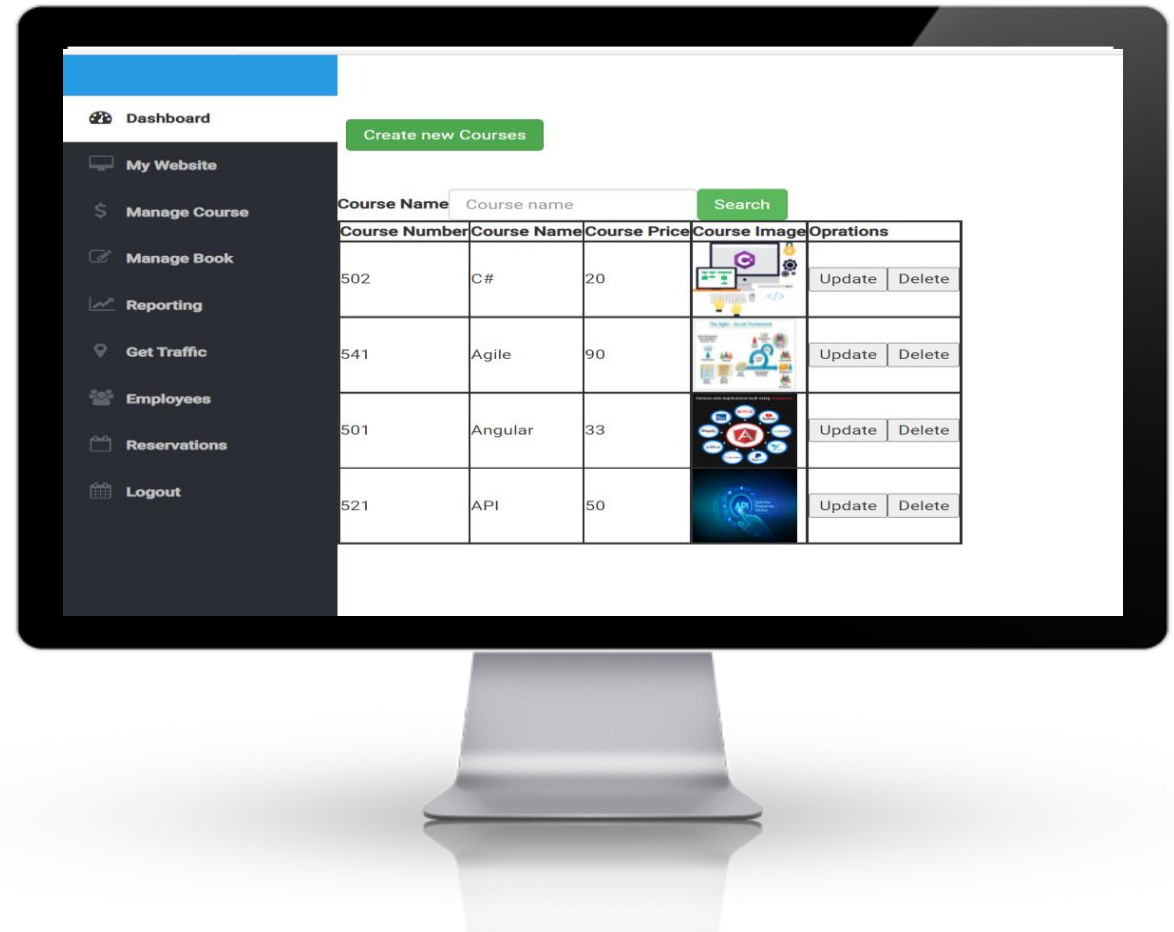 Dashboard
My Website
Manage Course
Manage Book
Reporting
Get Traffic
Employees
Reservations
Logout
Create new Courses
Course Name Course name Search
Course Number Course Name Course Price Course Image Oprations
502 C# 20 Update Delete
541 Agile 90 Update Delete
501 Angular 33 Update Delete
521 API 50 API Update Delete